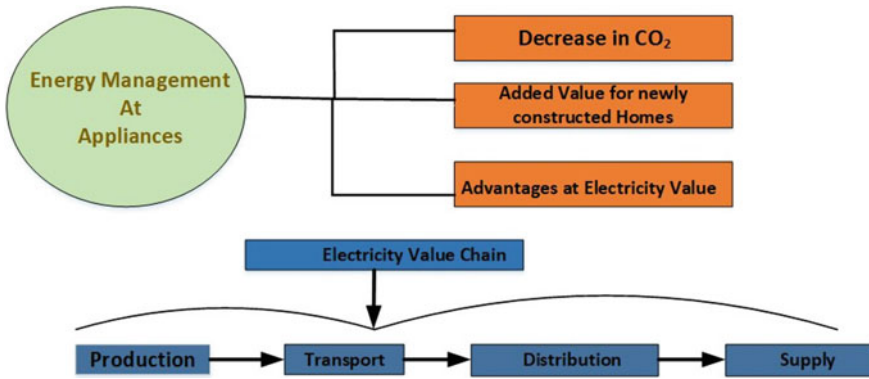 Energy Management
At
Appliances
Decrease in CO₂
Added Value for newly
constructed Homes
Advantages at Electricity Value
Electricity Value Chain
Production
Transport
Distribution
Supply